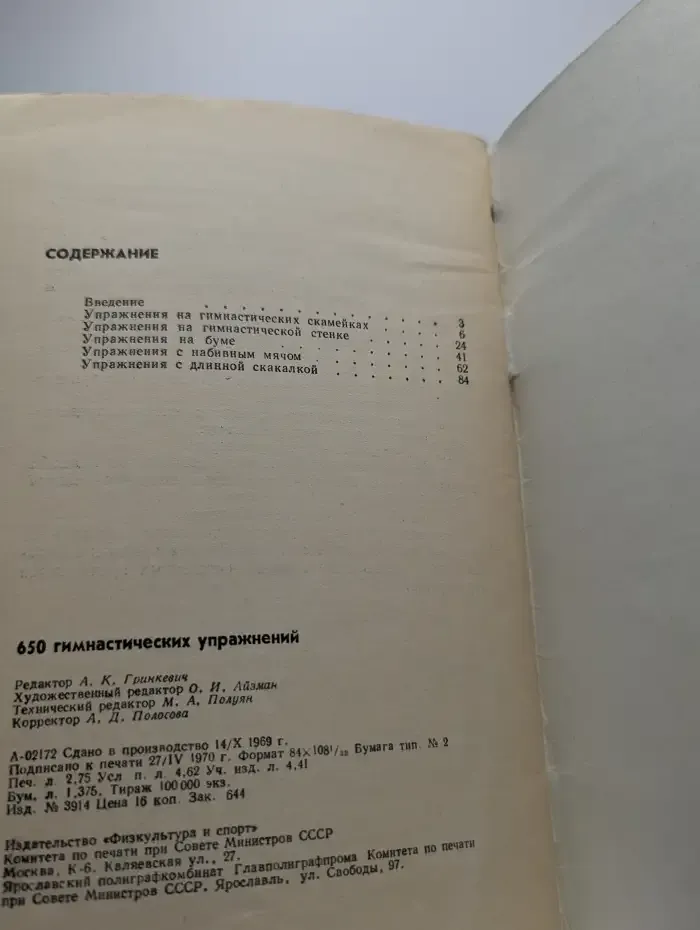 СОДЕРЖАНИЕ
Введение . . . . . . . . . . . . . 3
Упражнения на гимнастических скамейках . . . . 6
Упражнения на гимнастической стенке . . . . . 24
Упражнения на буме . . . . . . . . . . 41
Упражнения с набивным мячом . . . . . . . 62
Упражнения с длинной скакалкой . . . . . . . 84
650 гимнастических упражнений
Редактор А. К. Гринкевич
Художественный редактор О. И. Айзман
Технический редактор М. А. Полуян
Корректор А. Д. Полосова
А-02172 Сдано в производство 14/X 1969 г.
Подписано к печати 27/IV 1970 г. Формат 84×108¹/₃₂ Бумага тип. № 2
Печ. л. 2,75 Усл п. л. 4,62 Уч. изд. л. 4,41
Бум. л. 1,375. Тираж 100 000 экз.
Изд. № 3914 Цена 16 коп. Зак. 644
Издательство «Физкультура и спорт»
Комитета по печати при Совете Министров СССР
Москва, К-6. Каляевская ул., 27.
Ярославский полиграфкомбинат Главполиграфпрома Комитета по печати
при Совете Министров СССР. Ярославль, ул. Свободы, 97.